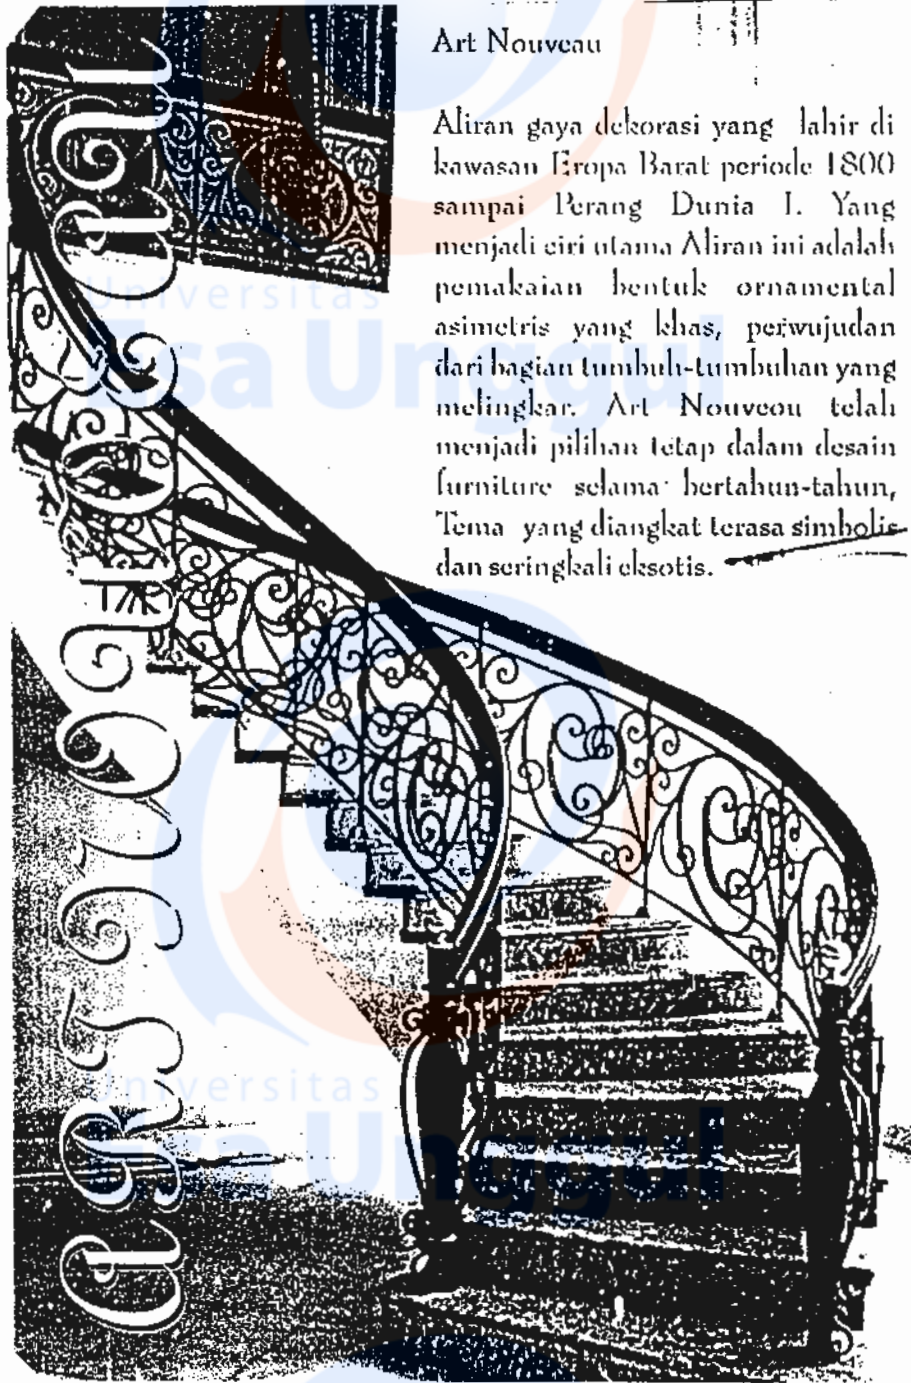 Art Nouveau
Aliran gaya dekorasi yang lahir di
kawasan Eropa Barat periode 1800
sampai Perang Dunia I. Yang
menjadi ciri utama Aliran ini adalah
pemakaian bentuk ornamental
asimetris yang khas, perwujudan
dari bagian tumbuh-tumbuhan yang
melingkar. Art Nouveou telah
menjadi pilihan tetap dalam desain
furniture selama bertahun-tahun,
Tema yang diangkat terasa simbolis
dan seringkali eksotis.
Universitas
Esa Unggul
Universitas
Esa Unggul